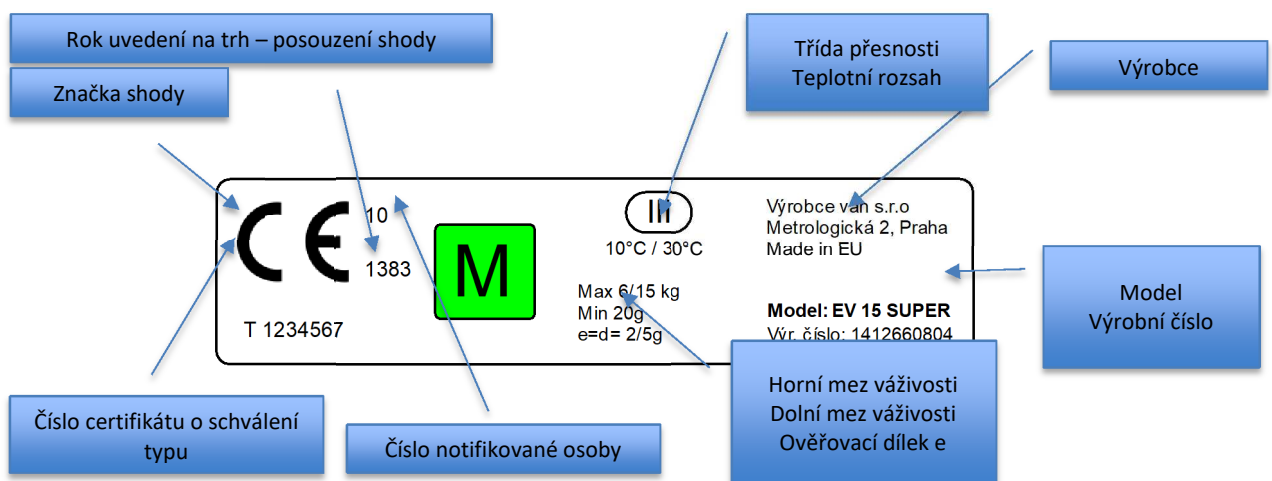 Rok uvedení na trh – posouzení shody
Značka shody
Třída přesnosti
Teplotní rozsah
Výrobce
CE
10
1383
M
T 1234567
III
10°C / 30°C
Max 6/15 kg
Min 20g
e=d= 2/5g
Výrobce vah s.r.o
Metrologická 2, Praha
Made in EU
Model: EV 15 SUPER
Výr. číslo: 1412660804
Model
Výrobní číslo
Horní mez váživosti
Dolní mez váživosti
Ověřovací dílek e
Číslo certifikátu o schválení
typu
Číslo notifikované osoby